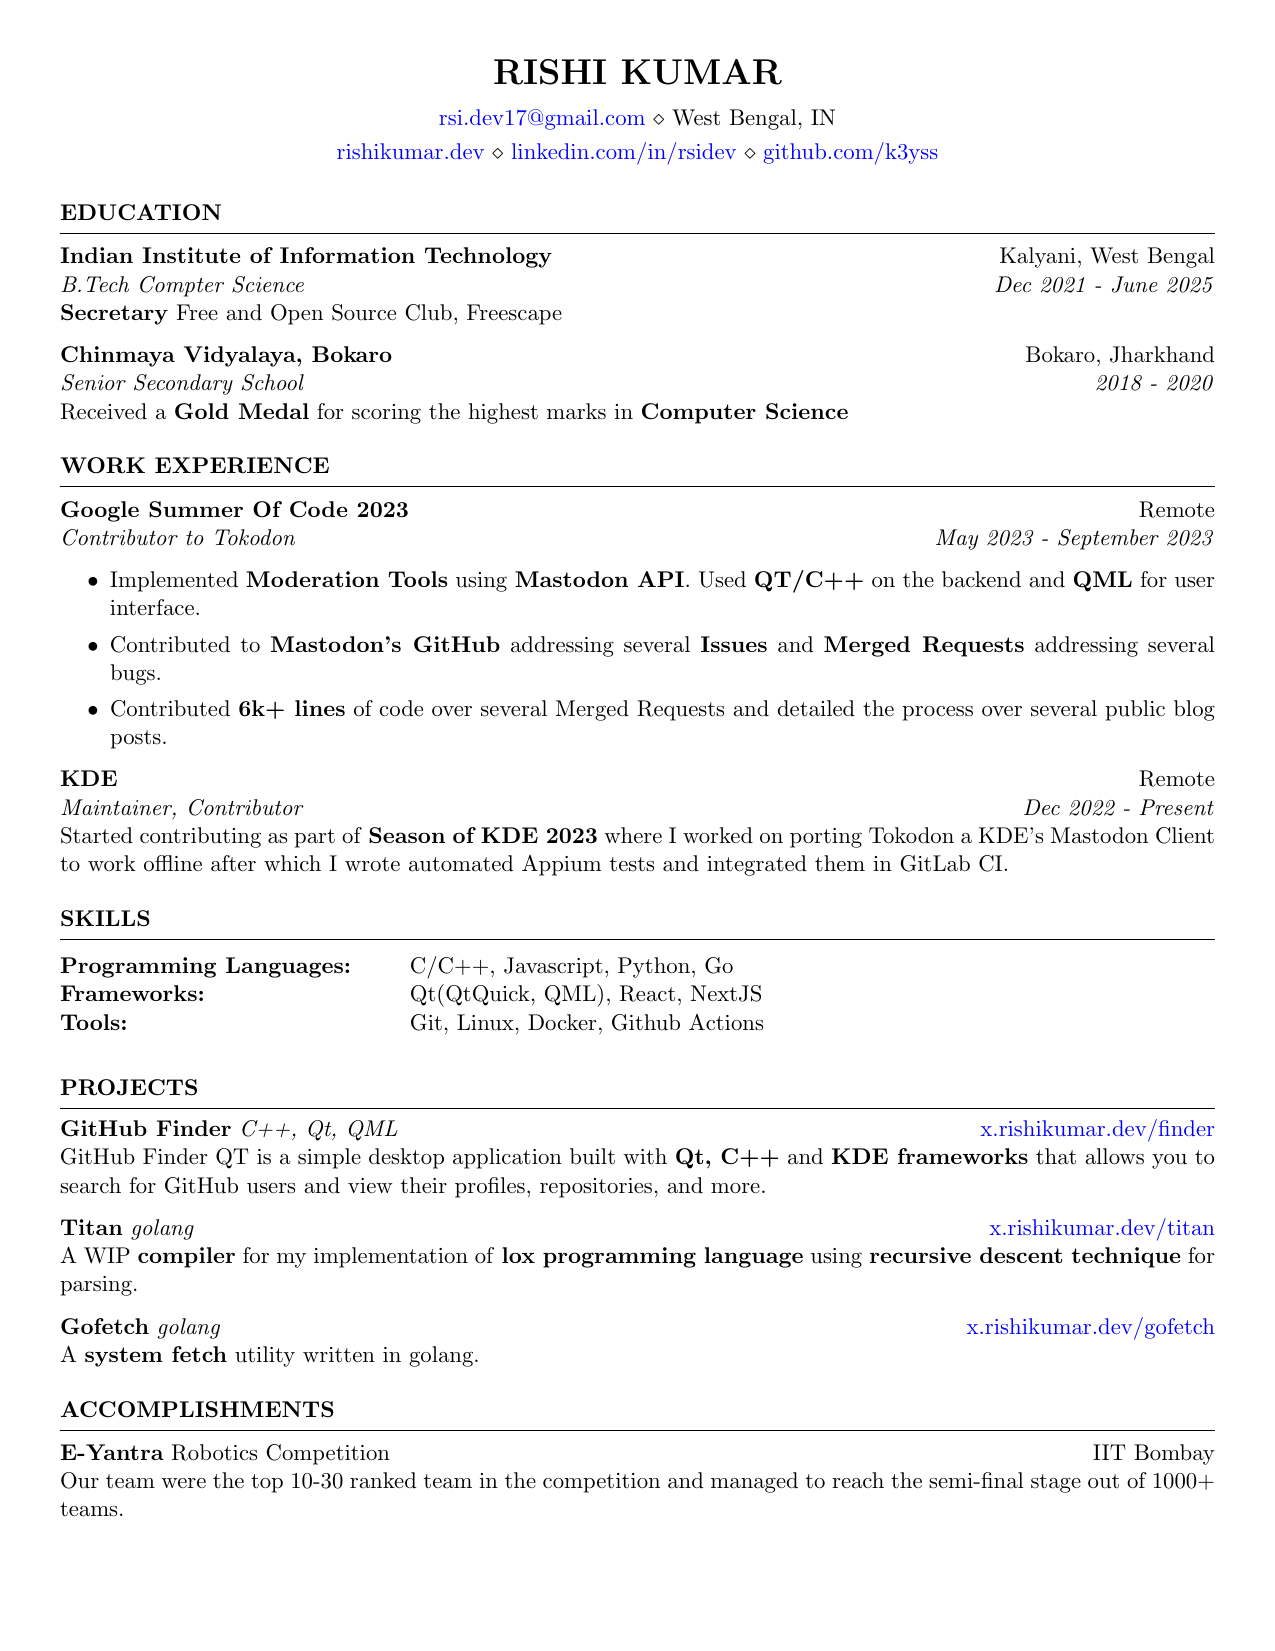 RISHI KUMAR
rsi.dev17@gmail.com ⋄ West Bengal, IN
rishikumar.dev ⋄ linkedin.com/in/rsidev ⋄ github.com/k3yss
EDUCATION
Indian Institute of Information Technology Kalyani, West Bengal
B.Tech Compter Science Dec 2021 - June 2025
Secretary Free and Open Source Club, Freescape
Chinmaya Vidyalaya, Bokaro Bokaro, Jharkhand
Senior Secondary School 2018 - 2020
Received a Gold Medal for scoring the highest marks in Computer Science
WORK EXPERIENCE
Google Summer Of Code 2023 Remote
Contributor to Tokodon May 2023 - September 2023
• Implemented Moderation Tools using Mastodon API. Used QT/C++ on the backend and QML for user
interface.
• Contributed to Mastodon's GitHub addressing several Issues and Merged Requests addressing several
bugs.
• Contributed 6k+ lines of code over several Merged Requests and detailed the process over several public blog
posts.
KDE Remote
Maintainer, Contributor Dec 2022 - Present
Started contributing as part of Season of KDE 2023 where I worked on porting Tokodon a KDE's Mastodon Client
to work offline after which I wrote automated Appium tests and integrated them in GitLab CI.
SKILLS
Programming Languages: C/C++, Javascript, Python, Go
Frameworks: Qt(QtQuick, QML), React, NextJS
Tools: Git, Linux, Docker, Github Actions
PROJECTS
GitHub Finder C++, Qt, QML x.rishikumar.dev/finder
GitHub Finder QT is a simple desktop application built with Qt, C++ and KDE frameworks that allows you to
search for GitHub users and view their profiles, repositories, and more.
Titan golang x.rishikumar.dev/titan
A WIP compiler for my implementation of lox programming language using recursive descent technique for
parsing.
Gofetch golang x.rishikumar.dev/gofetch
A system fetch utility written in golang.
ACCOMPLISHMENTS
E-Yantra Robotics Competition IIT Bombay
Our team were the top 10-30 ranked team in the competition and managed to reach the semi-final stage out of 1000+
teams.